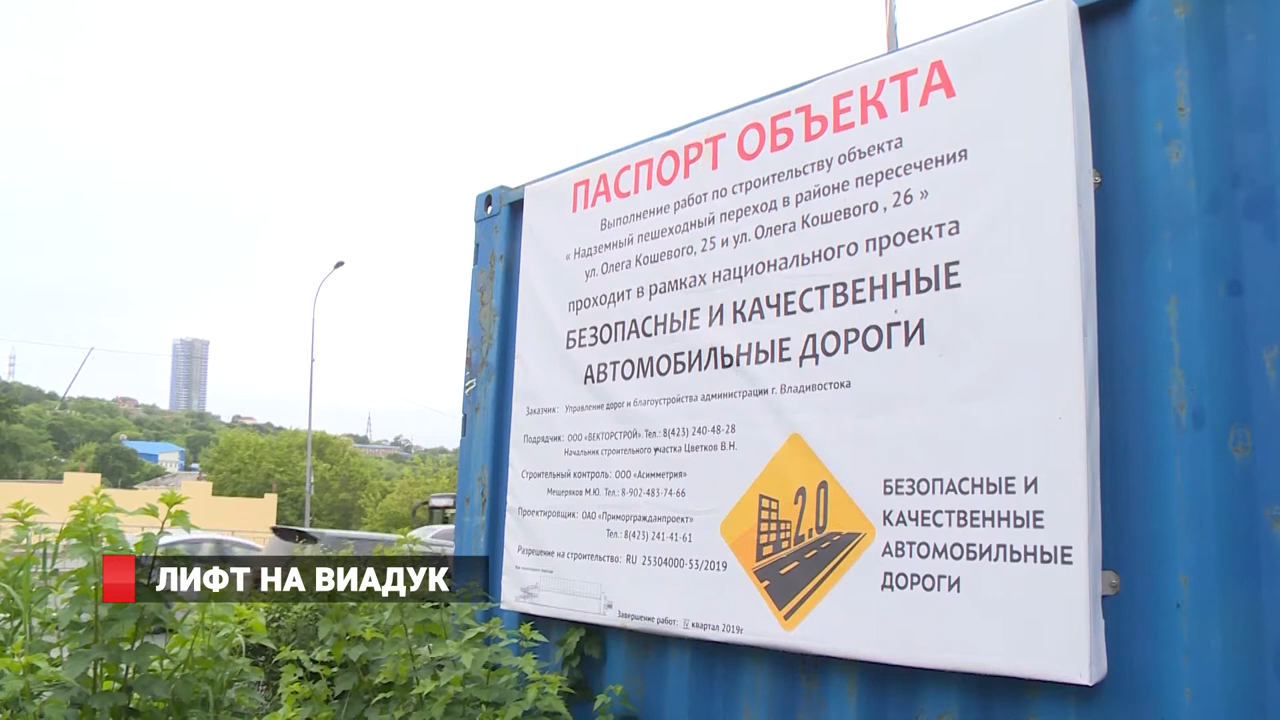 ПАСПОРТ ОБЪЕКТА
Выполнение работ по строительству объекта
« Надземный пешеходный переход в районе пересечения
ул. Олега Кошевого, 25 и ул. Олега Кошевого , 26 »
проходит в рамках национального проекта
БЕЗОПАСНЫЕ И КАЧЕСТВЕННЫЕ
АВТОМОБИЛЬНЫЕ ДОРОГИ
Заказчик: Управление дорог и благоустройства администрации г. Владивостока
Подрядчик: ООО «ВЕКТОРСТРОЙ». Тел.: 8(423) 240-48-28
Начальник строительного участка Цветков В.Н.
Строительный контроль: ООО «Асимметрия»
Мещеряков М.Ю. Тел.: 8-902-483-74-66
Проектировщик: ОАО «Приморгражданпроект»
Тел.: 8(423) 241-41-61
Разрешение на строительство: RU 25304000-53/2019
Завершение работ: IV квартал 2019г
2.0
БЕЗОПАСНЫЕ И
КАЧЕСТВЕННЫЕ
АВТОМОБИЛЬНЫЕ
ДОРОГИ
ЛИФТ НА ВИАДУК